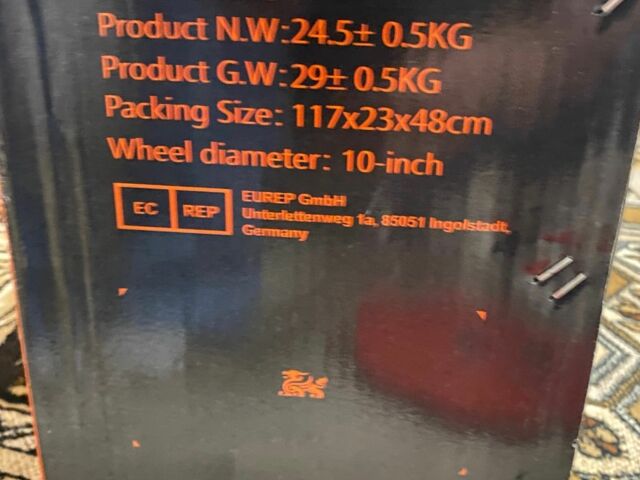 Product N.W:24.5± 0.5KG
Product G.W:29± 0.5KG
Packing Size: 117x23x48cm
Wheel diameter: 10-inch
EC REP
EUREP GmbH
Unterlettenweg 1a, 85051 Ingolstadt,
Germany